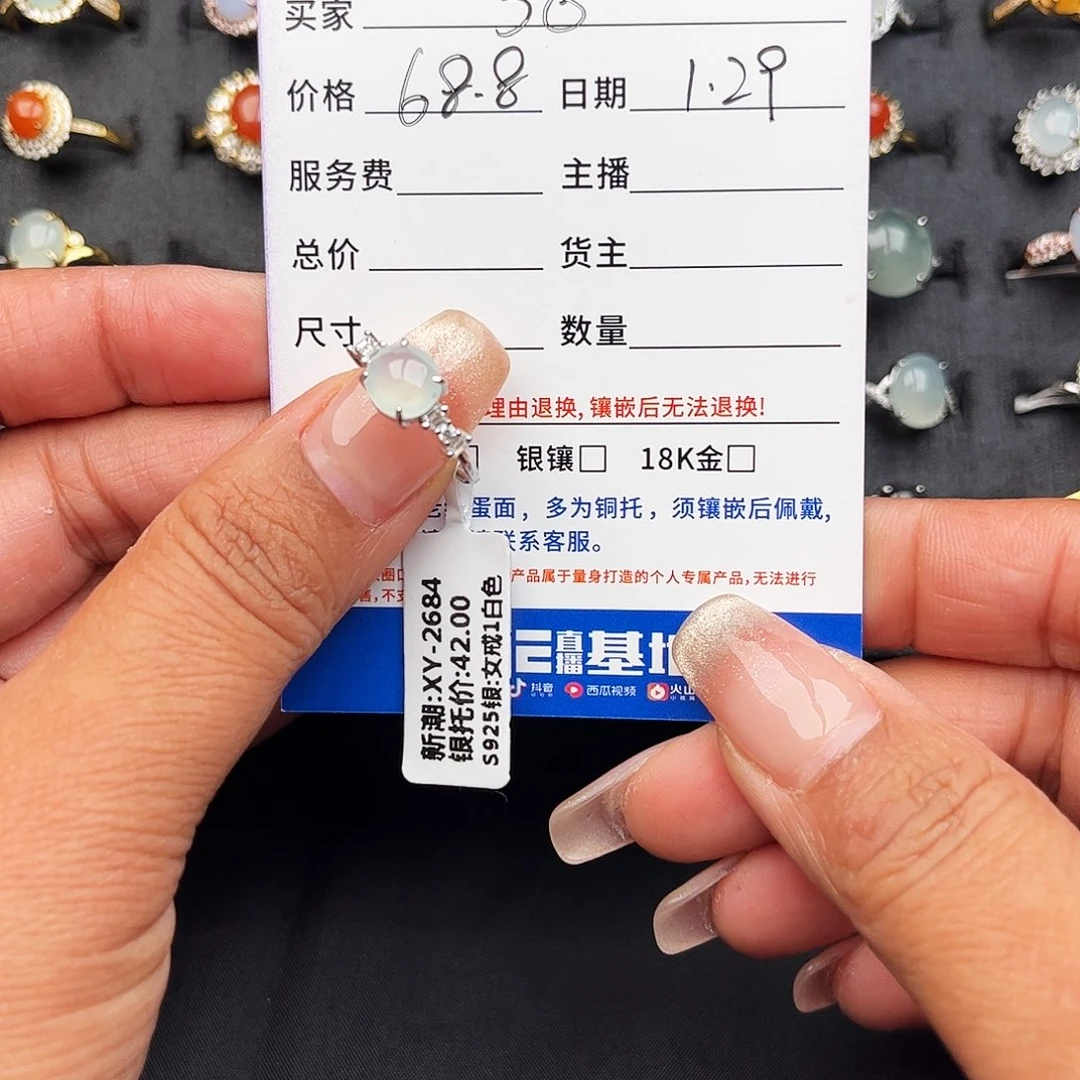 买家
价格 68.8 日期 1.29
服务费 主播
总价 货主
尺寸 数量
理由退换,镶嵌后无法退换!
银镶□ 18K金□
蛋面，多为铜托，须镶嵌后佩戴,
联系客服。
产品属于量身打造的个人专属产品,无法进行
售,不支
直播基地
抖音 西瓜视频 火山
新潮:XY-2684
银托价:42.00
S925银:女戒1白色